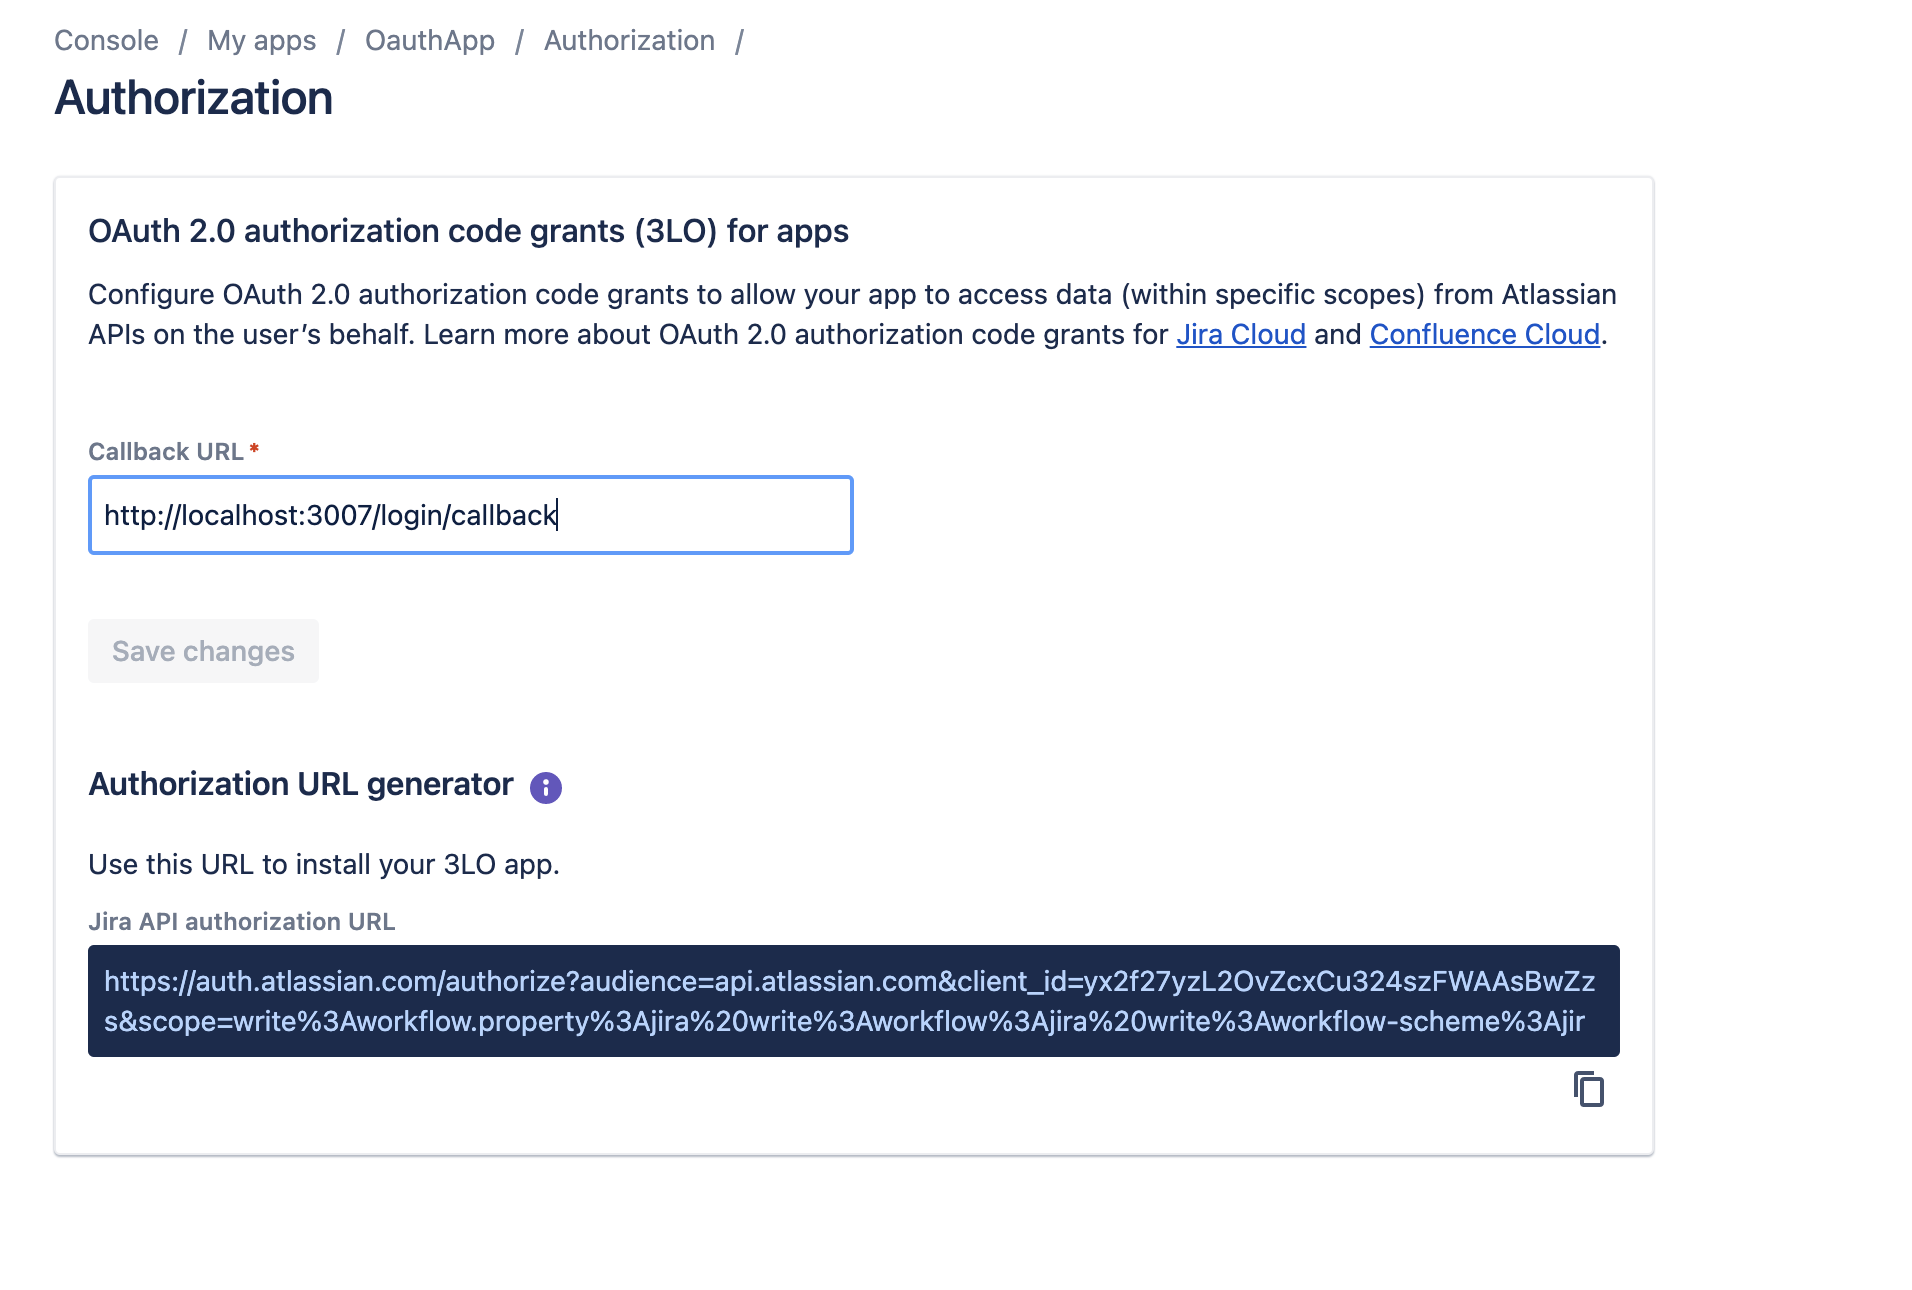 Console / My apps / OauthApp / Authorization /
Authorization
OAuth 2.0 authorization code grants (3LO) for apps
Configure OAuth 2.0 authorization code grants to allow your app to access data (within specific scopes) from Atlassian
APIs on the user’s behalf. Learn more about OAuth 2.0 authorization code grants for Jira Cloud and Confluence Cloud.
Callback URL *
http://localhost:3007/login/callback
Save changes
Authorization URL generator
Use this URL to install your 3LO app.
Jira API authorization URL
https://auth.atlassian.com/authorize?audience=api.atlassian.com&client_id=yx2f27yzL2OvZcxCu324szFWAAsBwZz
s&scope=write%3Aworkflow.property%3Ajira%20write%3Aworkflow%3Ajira%20write%3Aworkflow-scheme%3Ajir